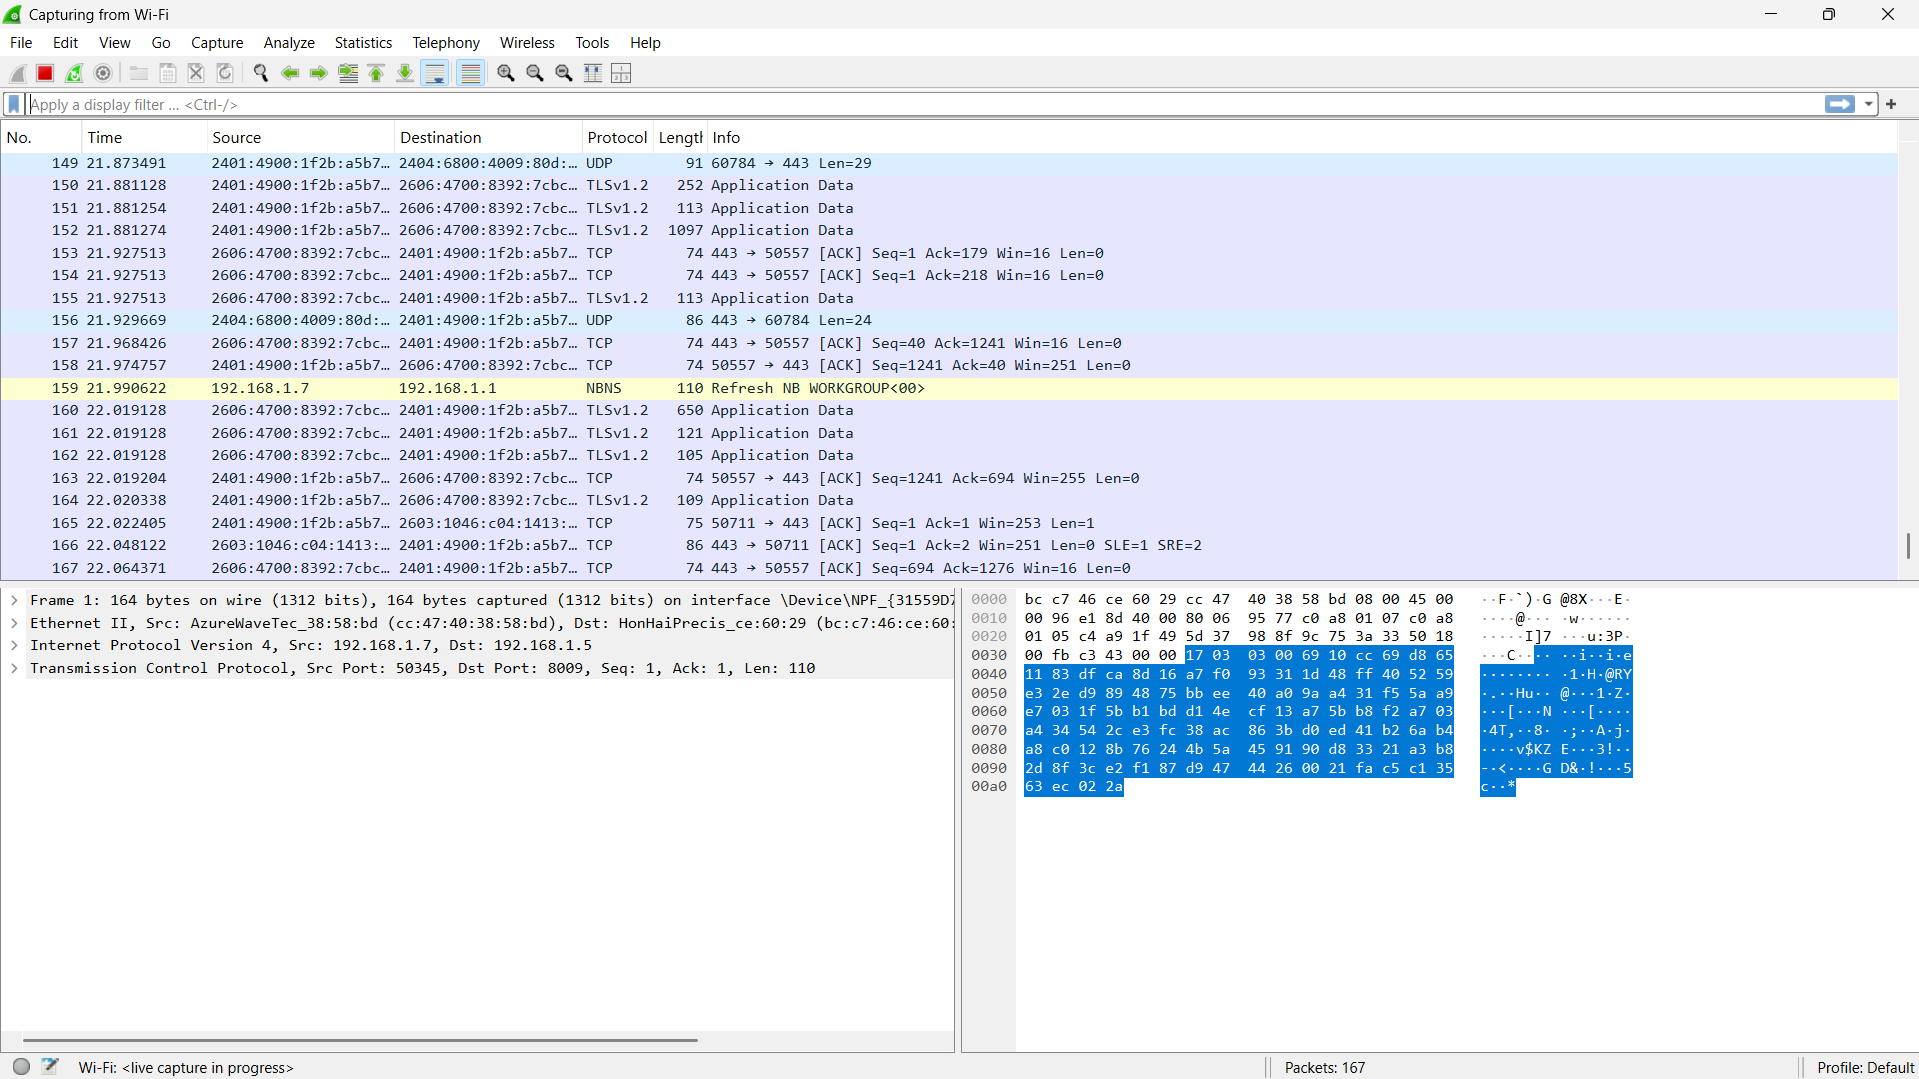 Capturing from Wi-Fi
File Edit View Go Capture Analyze Statistics Telephony Wireless Tools Help
Apply a display filter … <Ctrl-/>
No. Time Source Destination Protocol Length Info
149 21.873491 2401:4900:1f2b:a5b7… 2404:6800:4009:80d:… UDP 91 60784 → 443 Len=29
150 21.881128 2401:4900:1f2b:a5b7… 2606:4700:8392:7cbc… TLSv1.2 252 Application Data
151 21.881254 2401:4900:1f2b:a5b7… 2606:4700:8392:7cbc… TLSv1.2 113 Application Data
152 21.881274 2401:4900:1f2b:a5b7… 2606:4700:8392:7cbc… TLSv1.2 1097 Application Data
153 21.927513 2606:4700:8392:7cbc… 2401:4900:1f2b:a5b7… TCP 74 443 → 50557 [ACK] Seq=1 Ack=179 Win=16 Len=0
154 21.927513 2606:4700:8392:7cbc… 2401:4900:1f2b:a5b7… TCP 74 443 → 50557 [ACK] Seq=1 Ack=218 Win=16 Len=0
155 21.927513 2606:4700:8392:7cbc… 2401:4900:1f2b:a5b7… TLSv1.2 113 Application Data
156 21.929669 2404:6800:4009:80d:… 2401:4900:1f2b:a5b7… UDP 86 443 → 60784 Len=24
157 21.968426 2606:4700:8392:7cbc… 2401:4900:1f2b:a5b7… TCP 74 443 → 50557 [ACK] Seq=40 Ack=1241 Win=16 Len=0
158 21.974757 2401:4900:1f2b:a5b7… 2606:4700:8392:7cbc… TCP 74 50557 → 443 [ACK] Seq=1241 Ack=40 Win=251 Len=0
159 21.990622 192.168.1.7 192.168.1.1 NBNS 110 Refresh NB WORKGROUP<00>
160 22.019128 2606:4700:8392:7cbc… 2401:4900:1f2b:a5b7… TLSv1.2 650 Application Data
161 22.019128 2606:4700:8392:7cbc… 2401:4900:1f2b:a5b7… TLSv1.2 121 Application Data
162 22.019128 2606:4700:8392:7cbc… 2401:4900:1f2b:a5b7… TLSv1.2 105 Application Data
163 22.019204 2401:4900:1f2b:a5b7… 2606:4700:8392:7cbc… TCP 74 50557 → 443 [ACK] Seq=1241 Ack=694 Win=255 Len=0
164 22.020338 2401:4900:1f2b:a5b7… 2606:4700:8392:7cbc… TLSv1.2 109 Application Data
165 22.022405 2401:4900:1f2b:a5b7… 2603:1046:c04:1413:… TCP 75 50711 → 443 [ACK] Seq=1 Ack=1 Win=253 Len=1
166 22.048122 2603:1046:c04:1413:… 2401:4900:1f2b:a5b7… TCP 86 443 → 50711 [ACK] Seq=1 Ack=2 Win=251 Len=0 SLE=1 SRE=2
167 22.064371 2606:4700:8392:7cbc… 2401:4900:1f2b:a5b7… TCP 74 443 → 50557 [ACK] Seq=694 Ack=1276 Win=16 Len=0
Frame 1: 164 bytes on wire (1312 bits), 164 bytes captured (1312 bits) on interface \Device\NPF_{31559D7
Ethernet II, Src: AzureWaveTec_38:58:bd (cc:47:40:38:58:bd), Dst: HonHaiPrecis_ce:60:29 (bc:c7:46:ce:60:
Internet Protocol Version 4, Src: 192.168.1.7, Dst: 192.168.1.5
Transmission Control Protocol, Src Port: 50345, Dst Port: 8009, Seq: 1, Ack: 1, Len: 110
0000 bc c7 46 ce 60 29 cc 47 40 38 58 bd 08 00 45 00 ··F·`)·G @8X···E·
0010 00 96 e1 8d 40 00 80 06 95 77 c0 a8 01 07 c0 a8 ····@··· ·w······
0020 01 05 c4 a9 1f 49 5d 37 98 8f 9c 75 3a 33 50 18 ·····I]7 ···u:3P·
0030 00 fb c3 43 00 00 17 03 03 00 69 10 cc 69 d8 65 ···C···· ··i··i·e
0040 11 83 df ca 8d 16 a7 f0 93 31 1d 48 ff 40 52 59 ········ ·1·H·@RY
0050 e3 2e d9 89 48 75 bb ee 40 a0 9a a4 31 f5 5a a9 ·.··Hu·· @···1·Z·
0060 e7 03 1f 5b b1 bd d1 4e cf 13 a7 5b b8 f2 a7 03 ···[···N ···[····
0070 a4 34 54 2c e3 fc 38 ac 86 3b d0 ed 41 b2 6a b4 ·4T,··8· ·;··A·j·
0080 a8 c0 12 8b 76 24 4b 5a 45 91 90 d8 33 21 a3 b8 ····v$KZ E···3!··
0090 2d 8f 3c e2 f1 87 d9 47 44 26 00 21 fa c5 c1 35 -·<····G D&·!···5
00a0 63 ec 02 2a c··*
Wi-Fi: <live capture in progress> Packets: 167 Profile: Default